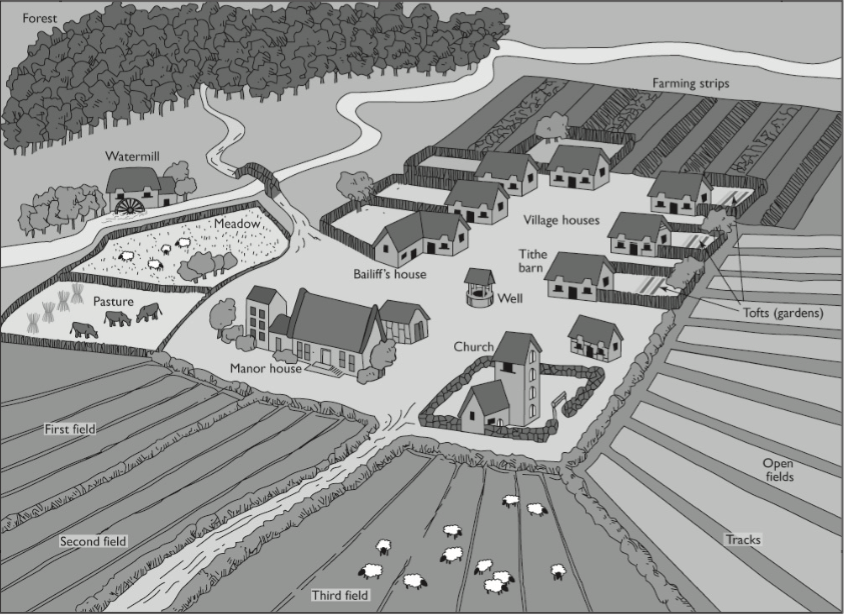 Forest
Farming strips
Watermill
Meadow
Village houses
Bailiff's house
Tithe
barn
Well
Pasture
Tofts (gardens)
Church
Manor house
First field
Open
fields
Second field
Tracks
Third field